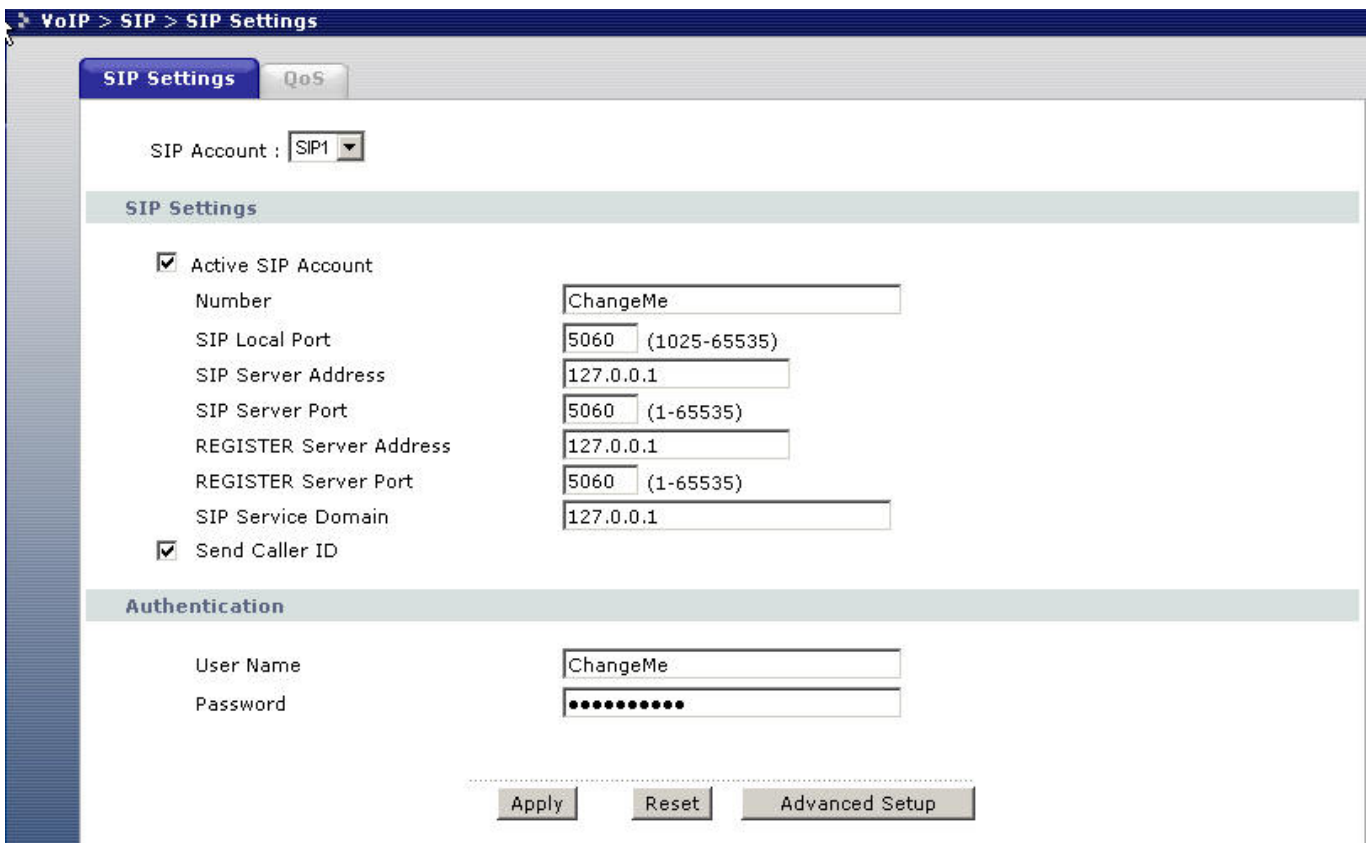 VoIP > SIP > SIP Settings
SIP Settings QoS
SIP Account : SIP1
SIP Settings
Active SIP Account
Number ChangeMe
SIP Local Port 5060 (1025-65535)
SIP Server Address 127.0.0.1
SIP Server Port 5060 (1-65535)
REGISTER Server Address 127.0.0.1
REGISTER Server Port 5060 (1-65535)
SIP Service Domain 127.0.0.1
Send Caller ID
Authentication
User Name ChangeMe
Password ●●●●●●●●●●
Apply Reset Advanced Setup